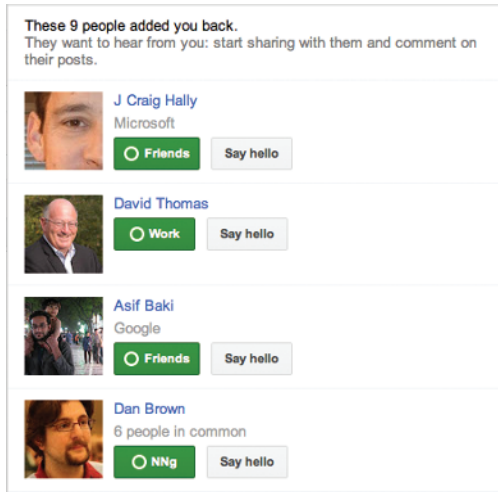 These 9 people added you back.
They want to hear from you: start sharing with them and comment on
their posts.
J Craig Hally
Microsoft
Friends Say hello
David Thomas
Work Say hello
Asif Baki
Google
Friends Say hello
Dan Brown
6 people in common
NNg Say hello